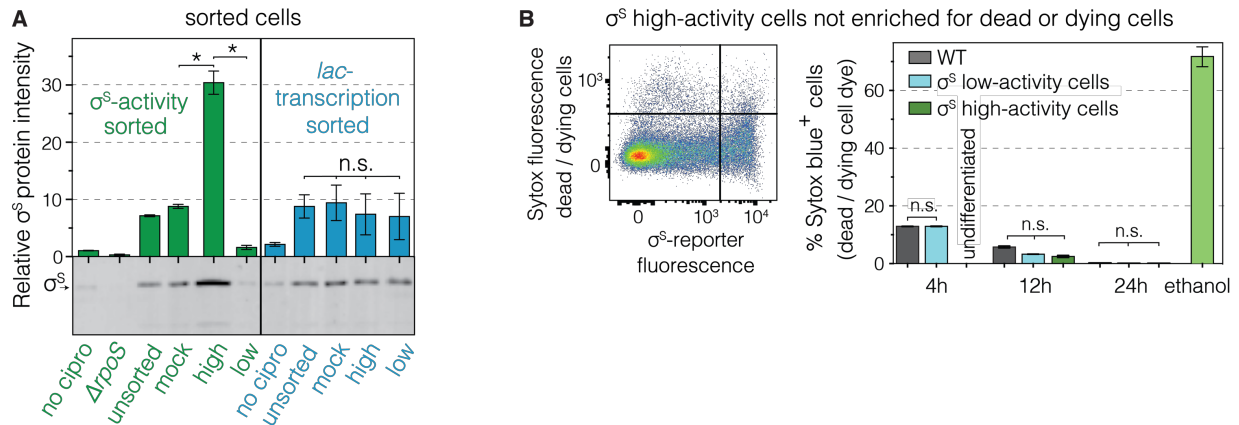 A
sorted cells
Relative σS protein intensity
30
20
10
0
σS-activity
sorted
*
*
lac-
transcription
sorted
n.s.
σS
no cipro
ΔrpoS
unsorted
mock
high
low
no cipro
unsorted
mock
high
low
B
σS high-activity cells not enriched for dead or dying cells
Sytox fluorescence
dead / dying cells
10³
0
0
10³
10⁴
σS-reporter
fluorescence
% Sytox blue+ cells
(dead / dying cell dye)
60
40
20
0
WT
σS low-activity cells
σS high-activity cells
n.s.
undifferentiated
n.s.
n.s.
4h
12h
24h
ethanol